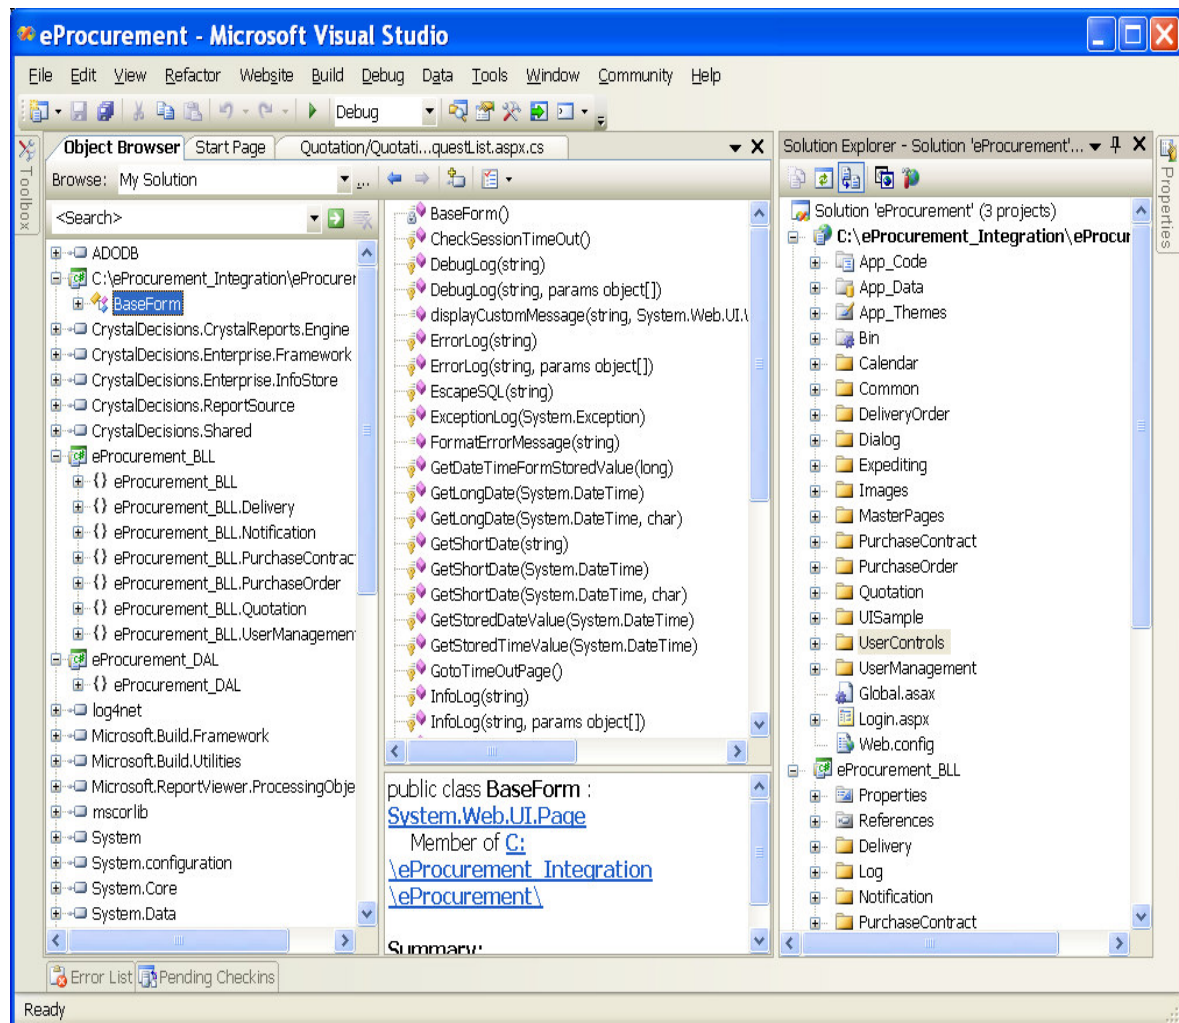 eProcurement - Microsoft Visual Studio
File Edit View Refactor Website Build Debug Data Tools Window Community Help
Debug
Toolbox
Object Browser Start Page Quotation/Quotati...questList.aspx.cs
Browse: My Solution ...
<Search>
ADODB
C:\eProcurement_Integration\eProcurer
BaseForm
CrystalDecisions.CrystalReports.Engine
CrystalDecisions.Enterprise.Framework
CrystalDecisions.Enterprise.InfoStore
CrystalDecisions.ReportSource
CrystalDecisions.Shared
eProcurement_BLL
{} eProcurement_BLL
{} eProcurement_BLL.Delivery
{} eProcurement_BLL.Notification
{} eProcurement_BLL.PurchaseContrac
{} eProcurement_BLL.PurchaseOrder
{} eProcurement_BLL.Quotation
{} eProcurement_BLL.UserManagemen
eProcurement_DAL
{} eProcurement_DAL
log4net
Microsoft.Build.Framework
Microsoft.Build.Utilities
Microsoft.ReportViewer.ProcessingObje
mscorlib
System
System.configuration
System.Core
System.Data
BaseForm()
CheckSessionTimeOut()
DebugLog(string)
DebugLog(string, params object[])
displayCustomMessage(string, System.Web.UI.\
ErrorLog(string)
ErrorLog(string, params object[])
EscapeSQL(string)
ExceptionLog(System.Exception)
FormatErrorMessage(string)
GetDateTimeFormStoredValue(long)
GetLongDate(System.DateTime)
GetLongDate(System.DateTime, char)
GetShortDate(string)
GetShortDate(System.DateTime)
GetShortDate(System.DateTime, char)
GetStoredDateValue(System.DateTime)
GetStoredTimeValue(System.DateTime)
GotoTimeOutPage()
InfoLog(string)
InfoLog(string, params object[])
public class BaseForm :
System.Web.UI.Page
Member of C:
\eProcurement_Integration
\eProcurement\
Summary:
Solution Explorer - Solution 'eProcurement'...
Solution 'eProcurement' (3 projects)
C:\eProcurement_Integration\eProcur
App_Code
App_Data
App_Themes
Bin
Calendar
Common
DeliveryOrder
Dialog
Expediting
Images
MasterPages
PurchaseContract
PurchaseOrder
Quotation
UISample
UserControls
UserManagement
Global.asax
Login.aspx
Web.config
eProcurement_BLL
Properties
References
Delivery
Log
Notification
PurchaseContract
Properties
Error List Pending Checkins
Ready